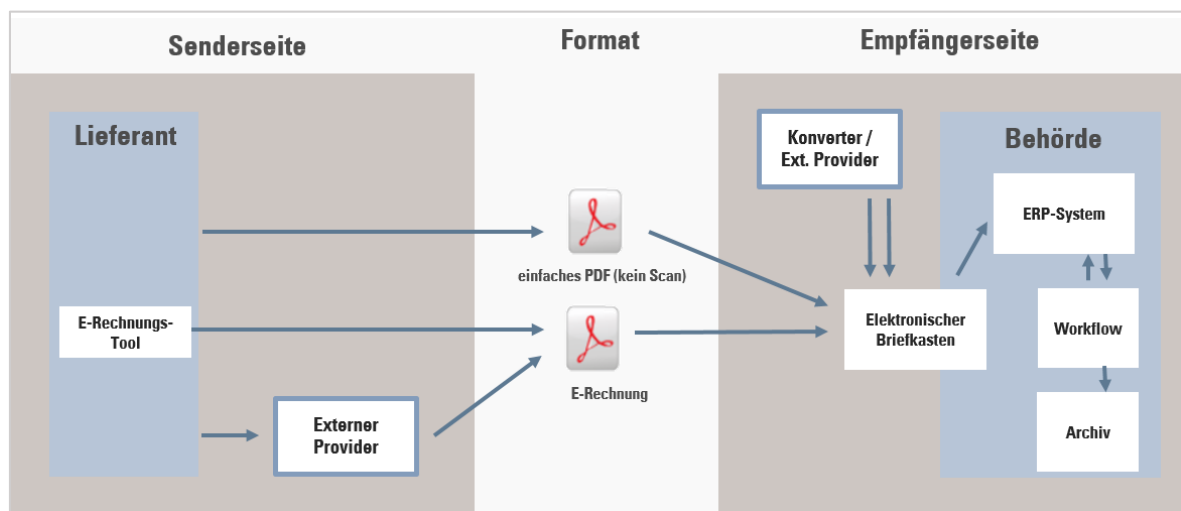 Senderseite
Format
Empfängerseite
Lieferant
E-Rechnungs-
Tool
Externer
Provider
einfaches PDF (kein Scan)
E-Rechnung
Konverter /
Ext. Provider
Elektronischer
Briefkasten
Behörde
ERP-System
Workflow
Archiv